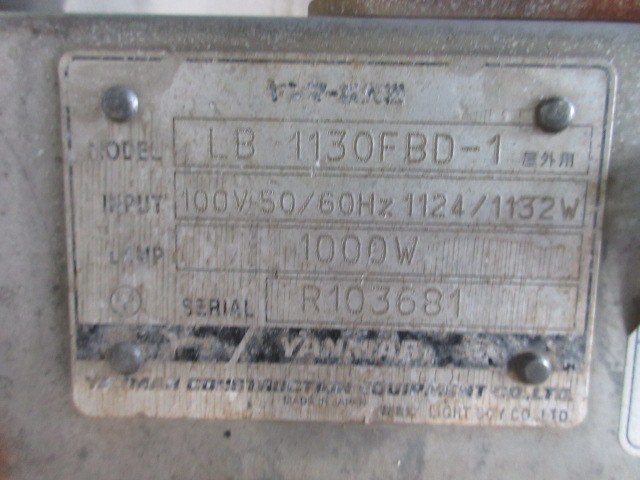 MODEL LB 1130FBD-1 屋外用
INPUT 100V 50/60Hz 1124/1132W
LAMP 1000W
SERIAL R103681
YANMAR
YANMAR CONSTRUCTION EQUIPMENT CO.,LTD.
MADE IN JAPAN
LIGHT BOY CO.,LTD